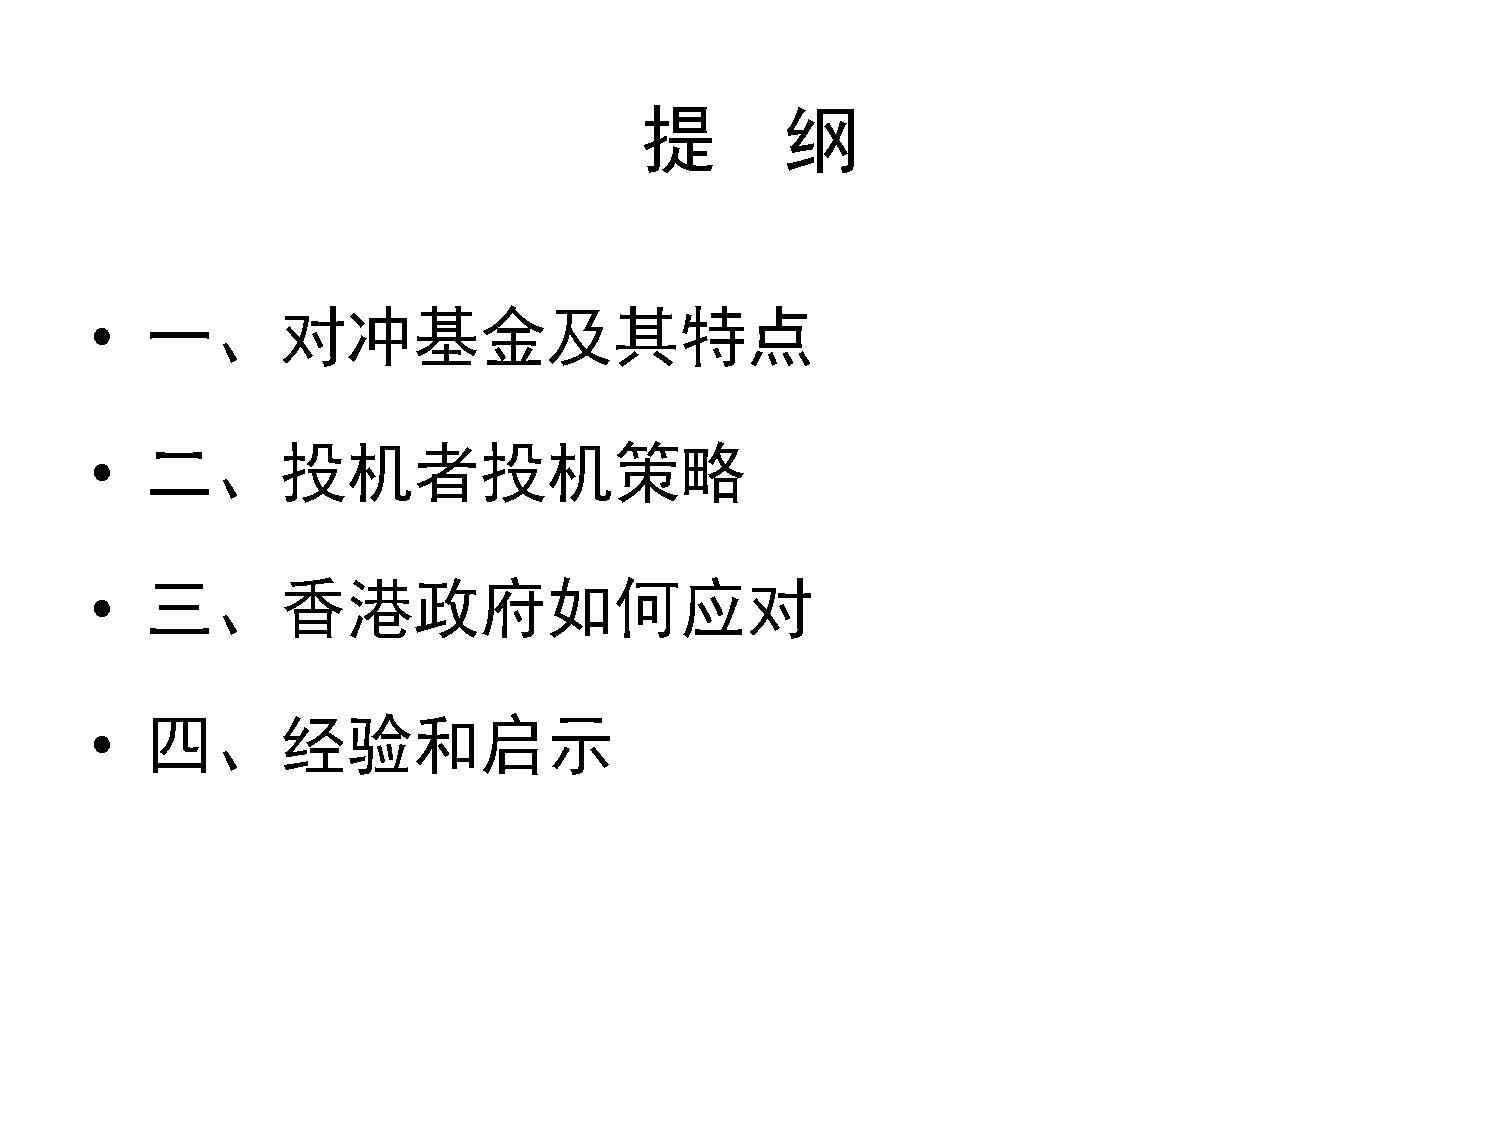 提 纲
• 一、对冲基金及其特点
• 二、投机者投机策略
• 三、香港政府如何应对
• 四、经验和启示